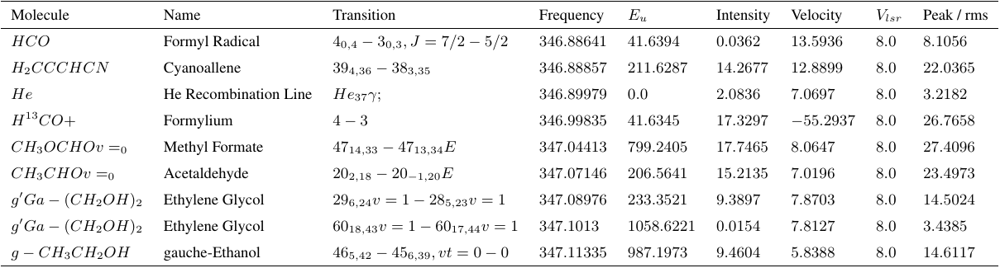 Molecule Name Transition Frequency E_u Intensity Velocity V_{lsr} Peak / rms
HCO Formyl Radical 4_{0,4} − 3_{0,3}, J = 7/2 − 5/2 346.88641 41.6394 0.0362 13.5936 8.0 8.1056
H_2CCCHCN Cyanoallene 39_{4,36} − 38_{3,35} 346.88857 211.6287 14.2677 12.8899 8.0 22.0365
He He Recombination Line He_{37}γ; 346.89979 0.0 2.0836 7.0697 8.0 3.2182
H^{13}CO+ Formylium 4 − 3 346.99835 41.6345 17.3297 −55.2937 8.0 26.7658
CH_3OCHOv =_0 Methyl Formate 47_{14,33} − 47_{13,34}E 347.04413 799.2405 17.7465 8.0647 8.0 27.4096
CH_3CHOv =_0 Acetaldehyde 20_{2,18} − 20_{−1,20}E 347.07146 206.5641 15.2135 7.0196 8.0 23.4973
g′Ga − (CH_2OH)_2 Ethylene Glycol 29_{6,24}v = 1 − 28_{5,23}v = 1 347.08976 233.3521 9.3897 7.8703 8.0 14.5024
g′Ga − (CH_2OH)_2 Ethylene Glycol 60_{18,43}v = 1 − 60_{17,44}v = 1 347.1013 1058.6221 0.0154 7.8127 8.0 3.4385
g − CH_3CH_2OH gauche-Ethanol 46_{5,42} − 45_{6,39}, vt = 0 − 0 347.11335 987.1973 9.4604 5.8388 8.0 14.6117